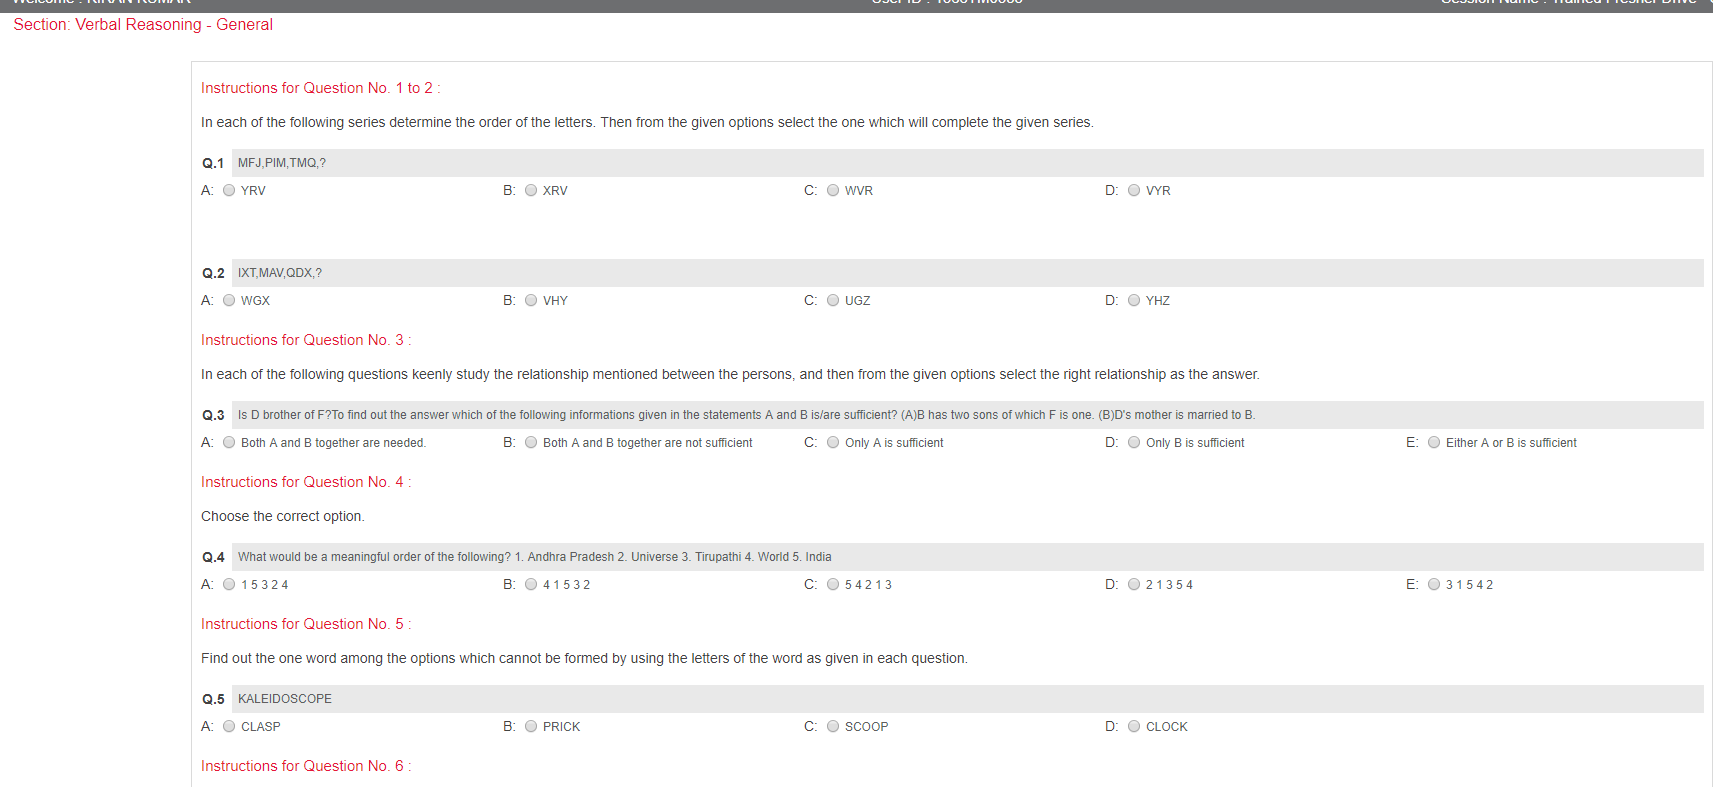 Welcome : KIRAN KUMAR Session Name : Trained Fresher Drive
Section: Verbal Reasoning - General
Instructions for Question No. 1 to 2 :
In each of the following series determine the order of the letters. Then from the given options select the one which will complete the given series.
Q.1 MFJ,PIM,TMQ,?
A: YRV B: XRV C: WVR D: VYR
Q.2 IXT,MAV,QDX,?
A: WGX B: VHY C: UGZ D: YHZ
Instructions for Question No. 3 :
In each of the following questions keenly study the relationship mentioned between the persons, and then from the given options select the right relationship as the answer.
Q.3 Is D brother of F?To find out the answer which of the following informations given in the statements A and B is/are sufficient? (A)B has two sons of which F is one. (B)D's mother is married to B.
A: Both A and B together are needed. B: Both A and B together are not sufficient C: Only A is sufficient D: Only B is sufficient E: Either A or B is sufficient
Instructions for Question No. 4 :
Choose the correct option.
Q.4 What would be a meaningful order of the following? 1. Andhra Pradesh 2. Universe 3. Tirupathi 4. World 5. India
A: 1 5 3 2 4 B: 4 1 5 3 2 C: 5 4 2 1 3 D: 2 1 3 5 4 E: 3 1 5 4 2
Instructions for Question No. 5 :
Find out the one word among the options which cannot be formed by using the letters of the word as given in each question.
Q.5 KALEIDOSCOPE
A: CLASP B: PRICK C: SCOOP D: CLOCK
Instructions for Question No. 6 :